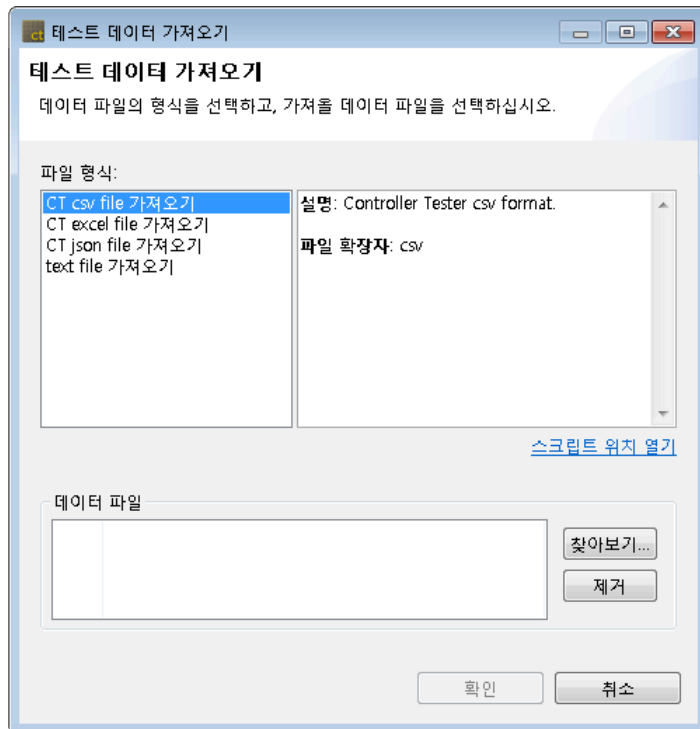 ct 테스트 데이터 가져오기
테스트 데이터 가져오기
데이터 파일의 형식을 선택하고, 가져올 데이터 파일을 선택하십시오.
파일 형식:
CT csv file 가져오기
CT excel file 가져오기
CT json file 가져오기
text file 가져오기
설명: Controller Tester csv format.
파일 확장자: csv
스크립트 위치 열기
데이터 파일
찾아보기...
제거
확인
취소